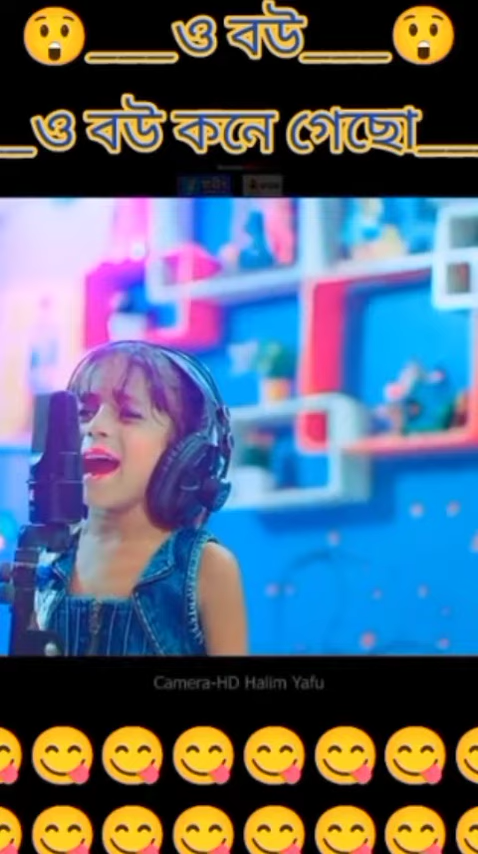 😲___ও বউ___😲
_ও বউ কনে গেছো__
Camera-HD Halim Yafu